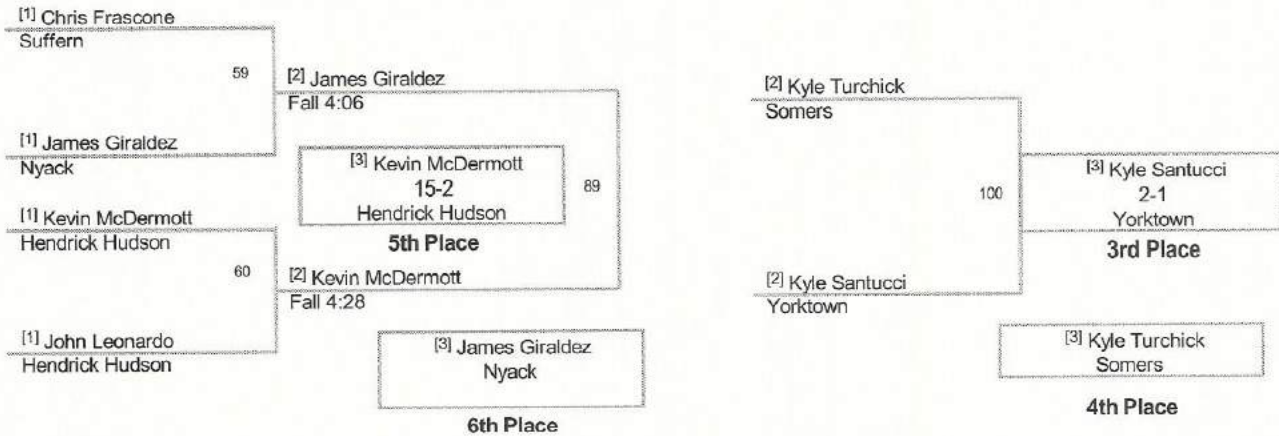 [1] Chris Frascone
Suffern
59
[1] James Giraldez
Nyack
[2] James Giraldez
Fall 4:06
[1] Kevin McDermott
Hendrick Hudson
60
[1] John Leonardo
Hendrick Hudson
[2] Kevin McDermott
Fall 4:28
[3] Kevin McDermott
15-2
Hendrick Hudson
5th Place
89
[3] James Giraldez
Nyack
6th Place
[2] Kyle Turchick
Somers
100
[2] Kyle Santucci
Yorktown
[3] Kyle Santucci
2-1
Yorktown
3rd Place
[3] Kyle Turchick
Somers
4th Place